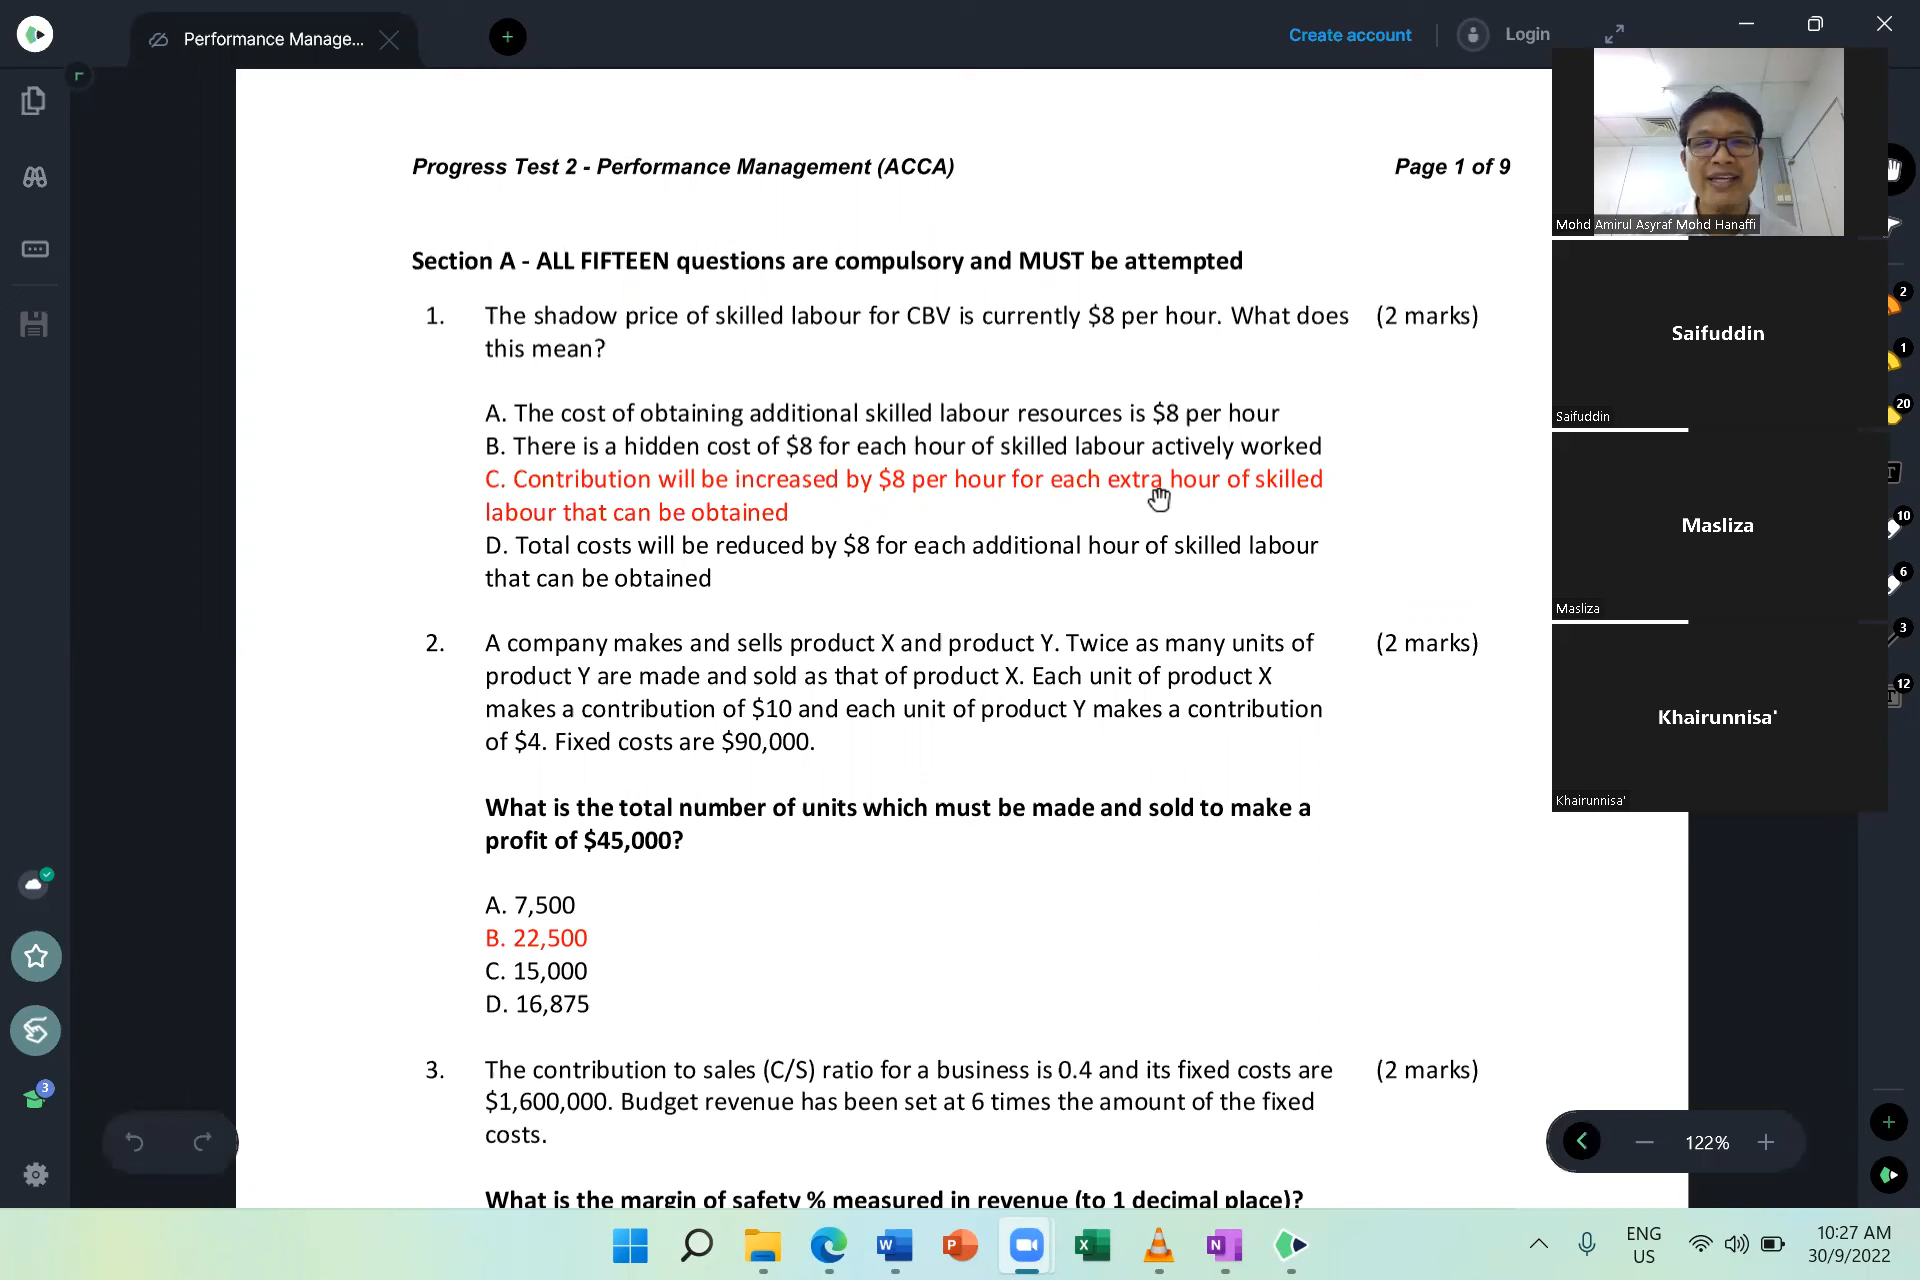 Performance Manage...
Create account
Login
Progress Test 2 - Performance Management (ACCA)
Page 1 of 9
Section A - ALL FIFTEEN questions are compulsory and MUST be attempted
1. The shadow price of skilled labour for CBV is currently $8 per hour. What does (2 marks)
this mean?
A. The cost of obtaining additional skilled labour resources is $8 per hour
B. There is a hidden cost of $8 for each hour of skilled labour actively worked
C. Contribution will be increased by $8 per hour for each extra hour of skilled
labour that can be obtained
D. Total costs will be reduced by $8 for each additional hour of skilled labour
that can be obtained
2. A company makes and sells product X and product Y. Twice as many units of (2 marks)
product Y are made and sold as that of product X. Each unit of product X
makes a contribution of $10 and each unit of product Y makes a contribution
of $4. Fixed costs are $90,000.
What is the total number of units which must be made and sold to make a
profit of $45,000?
A. 7,500
B. 22,500
C. 15,000
D. 16,875
3. The contribution to sales (C/S) ratio for a business is 0.4 and its fixed costs are (2 marks)
$1,600,000. Budget revenue has been set at 6 times the amount of the fixed
costs.
What is the margin of safety % measured in revenue (to 1 decimal place)?
Mohd Amirul Asyraf Mohd Hanaffi
Saifuddin
Saifuddin
Masliza
Masliza
Khairunnisa'
Khairunnisa'
2
1
20
T
10
6
3
12
3
122%
W
P
X
N
ENG
US
10:27 AM
30/9/2022